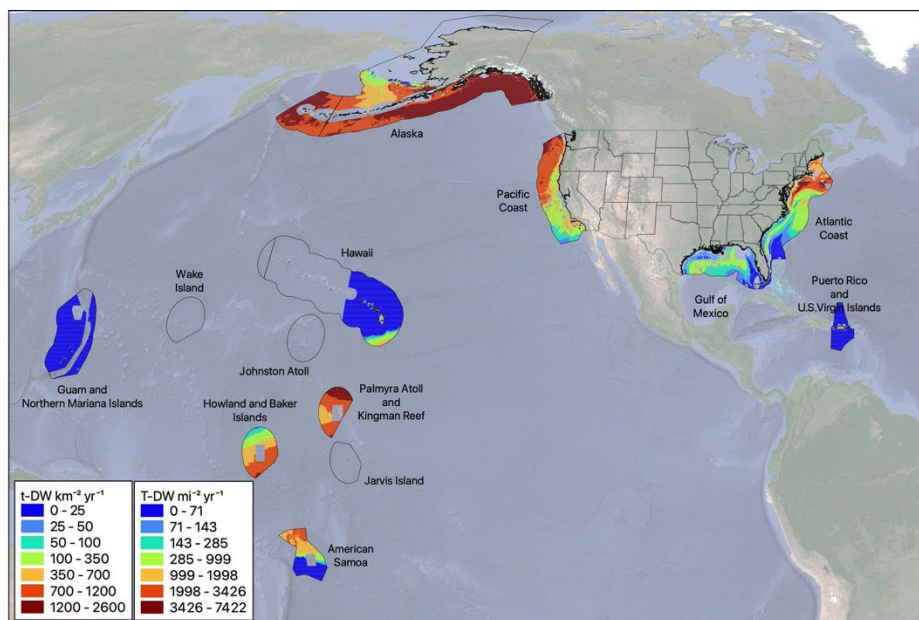 Alaska
Pacific
Coast
Atlantic
Coast
Hawaii
Wake
Island
Gulf of
Mexico
Puerto Rico
and
U.S.Virgin Islands
Johnston Atoll
Guam and
Northern Mariana Islands
Howland and Baker
Islands
Palmyra Atoll
and
Kingman Reef
Jarvis Island
American
Samoa
t-DW km⁻² yr⁻¹
0 - 25
25 - 50
50 - 100
100 - 350
350 - 700
700 - 1200
1200 - 2600
T-DW mi⁻² yr⁻¹
0 - 71
71 - 143
143 - 285
285 - 999
999 - 1998
1998 - 3426
3426 - 7422